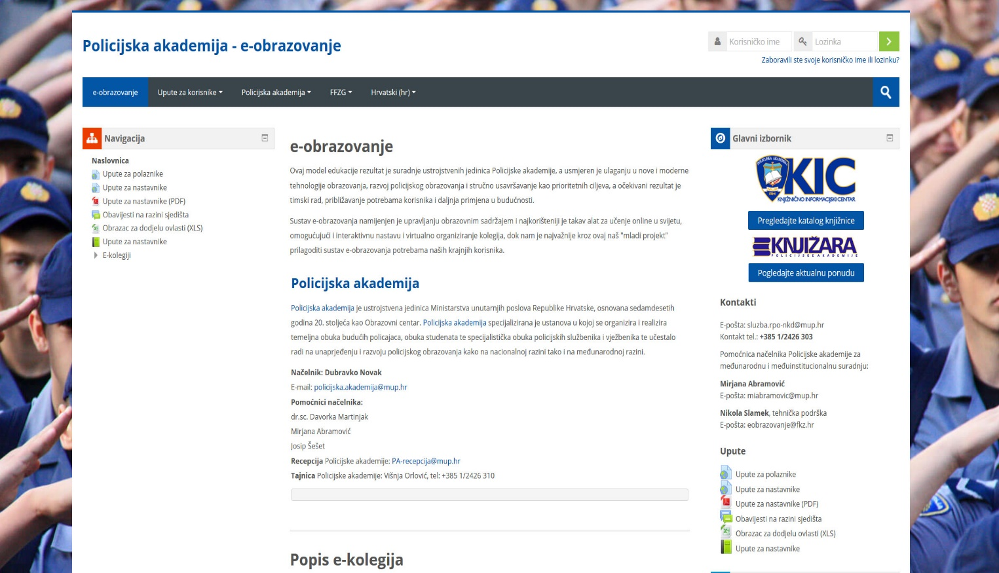 Policijska akademija - e-obrazovanje
Korisničko ime
Lozinka
Zaboravili ste svoje korisničko ime ili lozinku?
e-obrazovanje
Upute za korisnike
Policijska akademija
FFZG
Hrvatski (hr)
Navigacija
Naslovnica
Upute za polaznike
Upute za nastavnike
Upute za nastavnike (PDF)
Obavijesti na razini sjedišta
Obrazac za dodjelu ovlasti (XLS)
Upute za nastavnike
E-kolegiji
e-obrazovanje
Ovaj model edukacije rezultat je suradnje ustrojstvenih jedinica Policijske akademije, a usmjeren je ulaganju u nove i moderne
tehnologije obrazovanja, razvoj policijskog obrazovanja i stručno usavršavanje kao prioritetnih ciljeva, a očekivani rezultat je
timski rad, približavanje potrebama korisnika i daljnja primjena u budućnosti.
Sustav e-obrazovanja namijenjen je upravljanju obrazovnim sadržajem i najkorišteniji je takav alat za učenje online u svijetu,
omogućujući i interaktivnu nastavu i virtualno organiziranje kolegija, dok nam je najvažnije kroz ovaj naš "mladi projekt"
prilagoditi sustav e-obrazovanja potrebama naših krajnjih korisnika.
Policijska akademija
Policijska akademija je ustrojstvena jedinica Ministarstva unutarnjih poslova Republike Hrvatske, osnovana sedamdesetih
godina 20. stoljeća kao Obrazovni centar. Policijska akademija specijalizirana je ustanova u kojoj se organizira i realizira
temeljna obuka budućih policajaca, obuka studenata te specijalistička obuka policijskih službenika i vježbenika te učestalo
radi na unaprjeđenju i razvoju policijskog obrazovanja kako na nacionalnoj razini tako i na međunarodnoj razini.
Načelnik: Dubravko Novak
E-mail: policijska.akademija@mup.hr
Pomoćnici načelnika:
dr.sc. Davorka Martinjak
Mirjana Abramović
Josip Šešet
Recepcija Policijske akademije: PA-recepcija@mup.hr
Tajnica Policijske akademije: Višnja Orlović, tel: +385 1/2426 310
Popis e-kolegija
Glavni izbornik
POLICIJSKA AKADEMIJA
RH
KIC
KNJIŽNIČNO INFORMACIJSKI CENTAR
Pregledajte katalog knjižnice
KNJIŽARA
POLICIJSKE AKADEMIJE
Pogledajte aktualnu ponudu
Kontakti
E-pošta: sluzba.rpo-nkd@mup.hr
Kontakt tel.: +385 1/2426 303
Pomoćnica načelnika Policijske akademije za
međunarodnu i međuinstitucionalnu suradnju:
Mirjana Abramović
E-pošta: miabramovic@mup.hr
Nikola Slamek, tehnička podrška
E-pošta: eobrazovanje@fkz.hr
Upute
Upute za polaznike
Upute za nastavnike
Upute za nastavnike (PDF)
Obavijesti na razini sjedišta
Obrazac za dodjelu ovlasti (XLS)
Upute za nastavnike